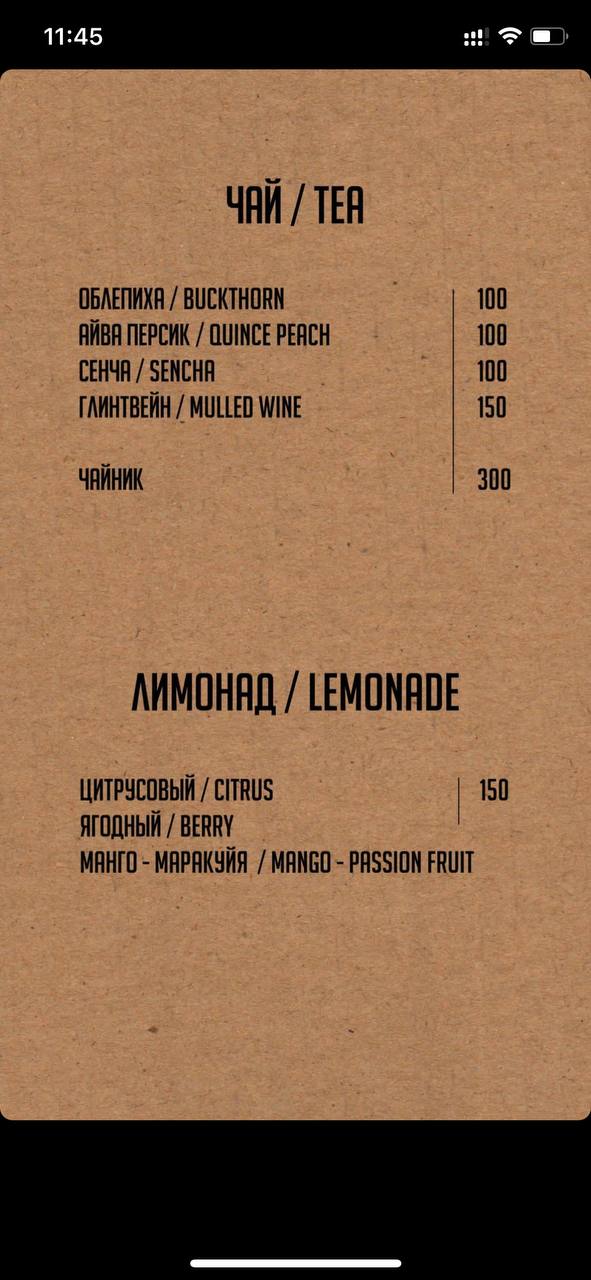 11:45
ЧАЙ / TEA
ОБЛЕПИХА / BUCKTHORN 100
АЙВА ПЕРСИК / QUINCE PEACH 100
СЕНЧА / SENCHA 100
ГЛИНТВЕЙН / MULLED WINE 150
ЧАЙНИК 300
ЛИМОНАД / LEMONADE
ЦИТРУСОВЫЙ / CITRUS 150
ЯГОДНЫЙ / BERRY
МАНГО - МАРАКУЙЯ / MANGO - PASSION FRUIT